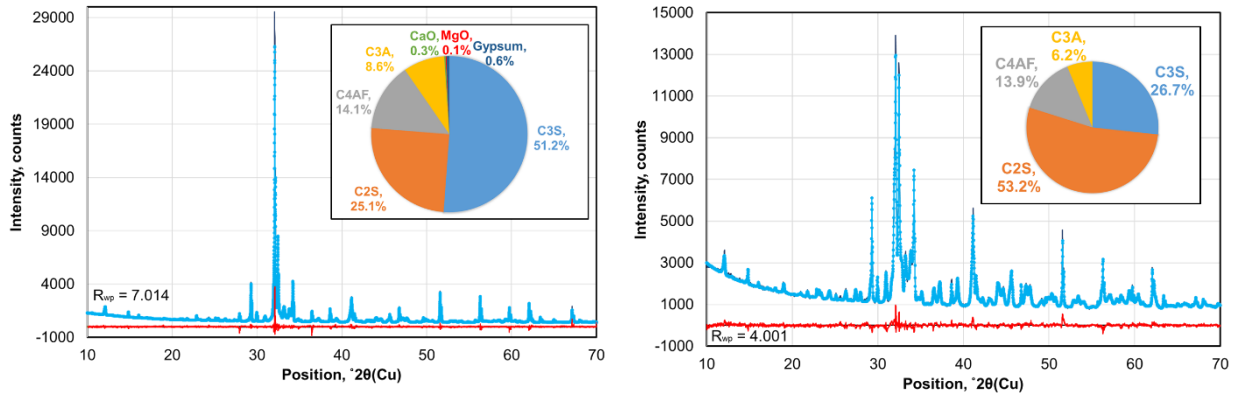 29000
24000
19000
14000
9000
4000
-1000
Intensity, counts
CaO, 0.3%
MgO, 0.1%
Gypsum, 0.6%
C3A, 8.6%
C4AF, 14.1%
C3S, 51.2%
C2S, 25.1%
Rwp = 7.014
10 20 30 40 50 60 70
Position, ˚2θ(Cu)
15000
13000
11000
9000
7000
5000
3000
1000
-1000
Intensity, counts
C3A, 6.2%
C4AF, 13.9%
C3S, 26.7%
C2S, 53.2%
Rwp = 4.001
10 20 30 40 50 60 70
Position, ˚2θ(Cu)